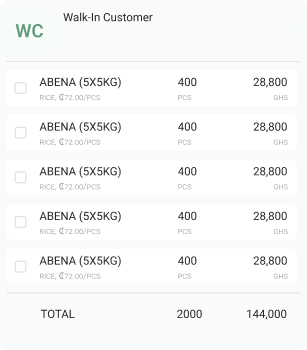 WC
Walk-In Customer
ABENA (5X5KG) 400 28,800
RICE, ₵72.00/PCS PCS GHS
ABENA (5X5KG) 400 28,800
RICE, ₵72.00/PCS PCS GHS
ABENA (5X5KG) 400 28,800
RICE, ₵72.00/PCS PCS GHS
ABENA (5X5KG) 400 28,800
RICE, ₵72.00/PCS PCS GHS
ABENA (5X5KG) 400 28,800
RICE, ₵72.00/PCS PCS GHS
TOTAL 2000 144,000